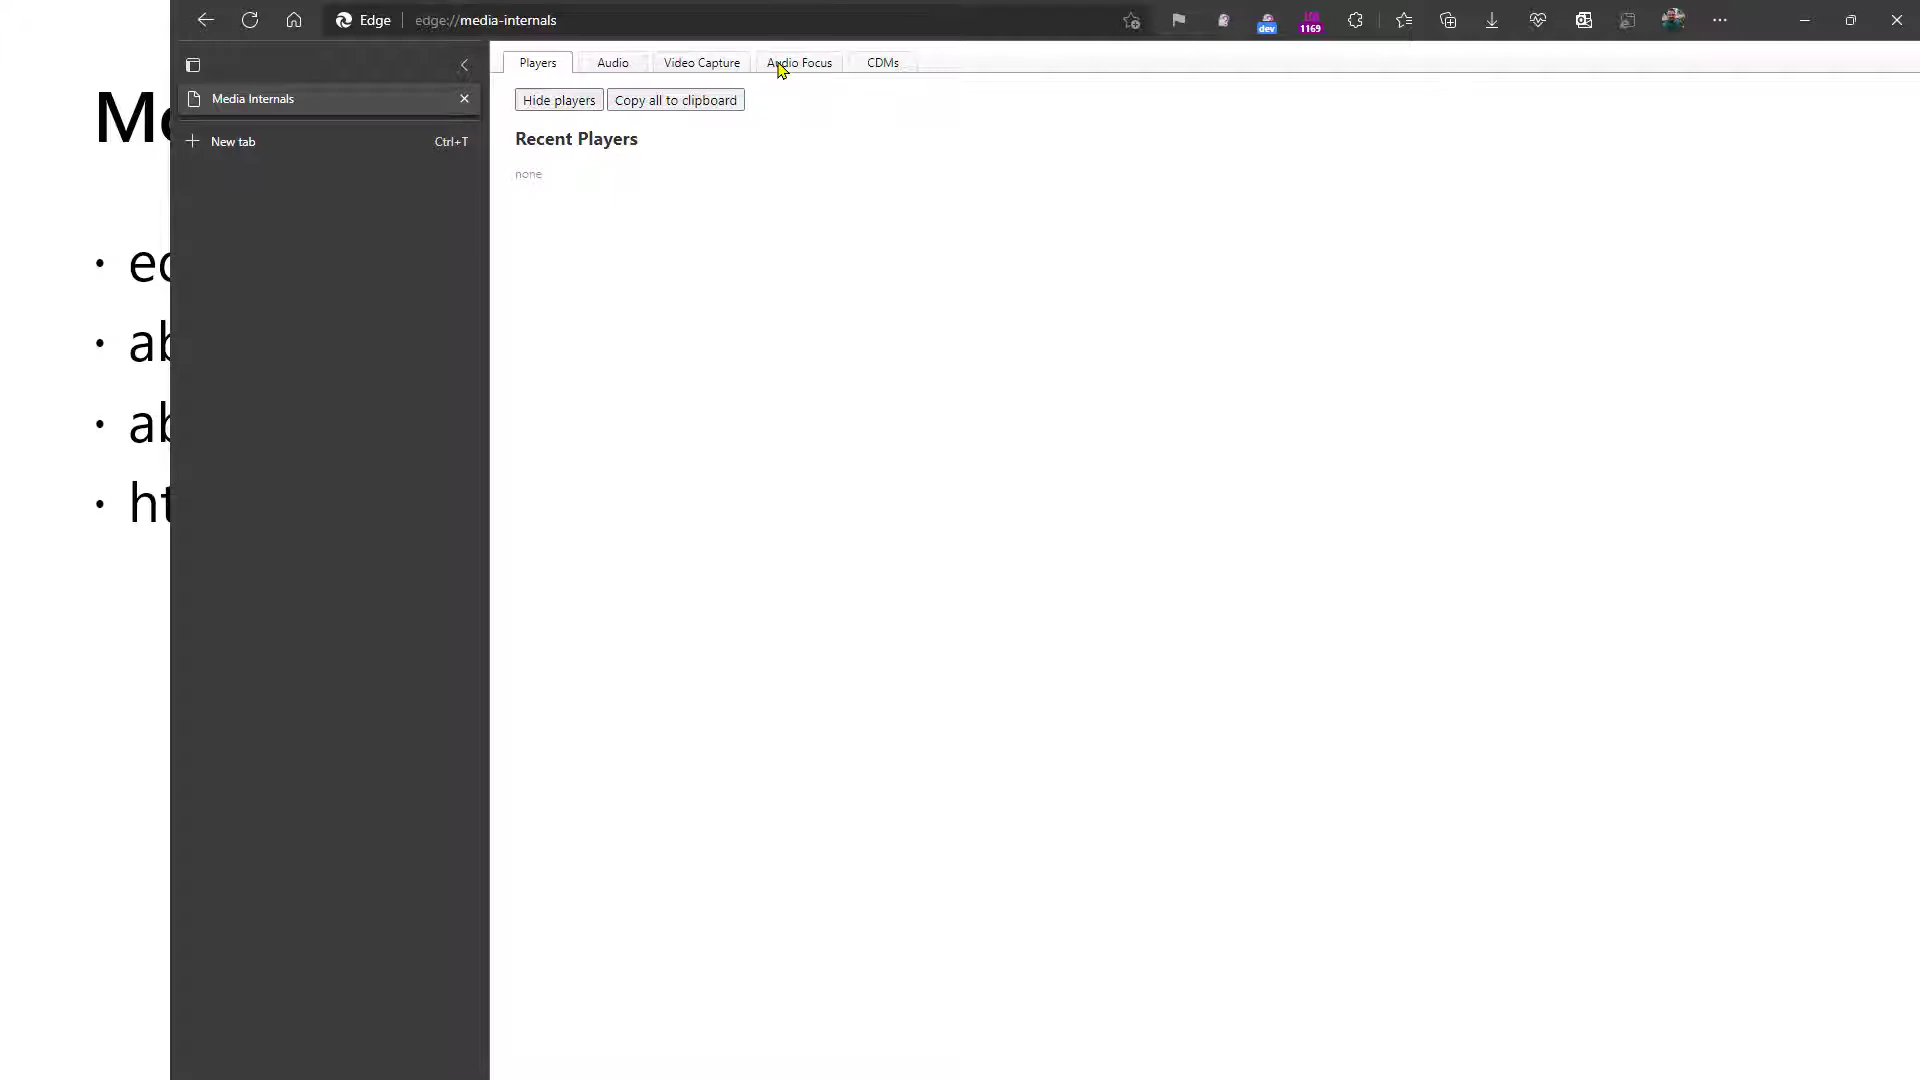 Edge
edge://media-internals
dev
1169
Media Internals
New tab
Ctrl+T
Players
Audio
Video Capture
Audio Focus
CDMs
Hide players
Copy all to clipboard
Recent Players
none